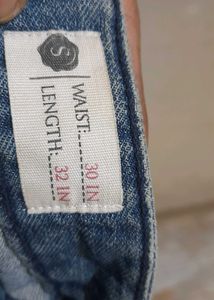 S
WAIST: 30 IN
LENGTH: 32 IN